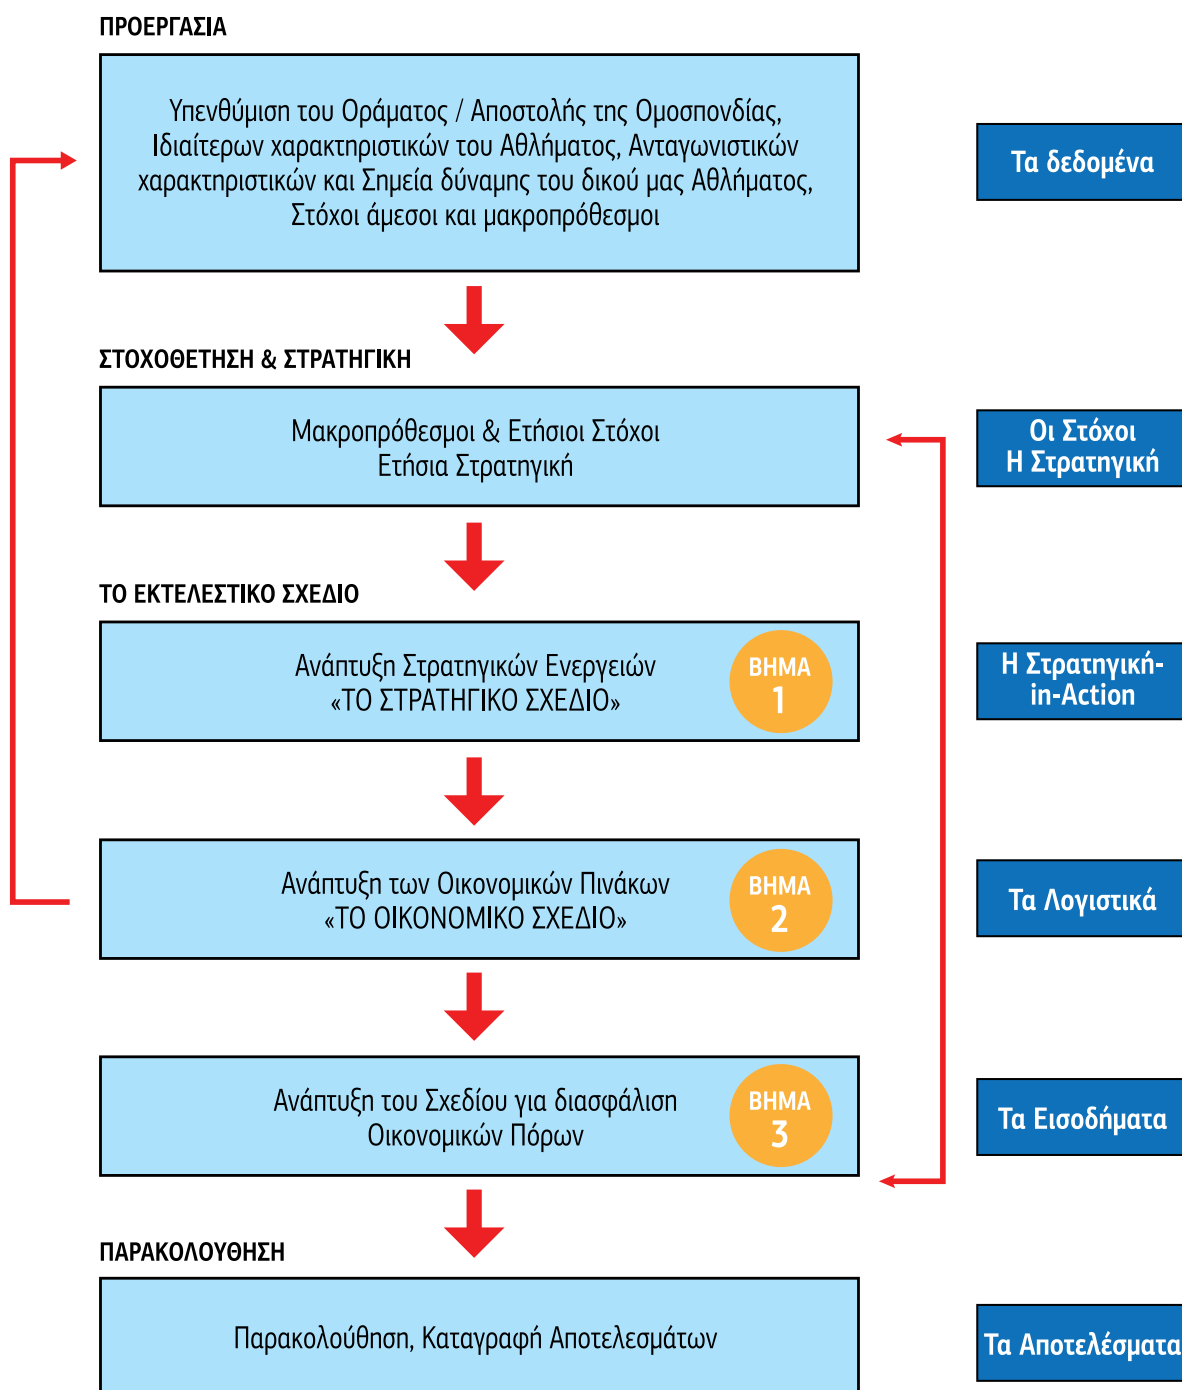 ΠΡΟΕΡΓΑΣΙΑ
Υπενθύμιση του Οράματος / Αποστολής της Ομοσπονδίας,
Ιδιαίτερων χαρακτηριστικών του Αθλήματος, Ανταγωνιστικών
χαρακτηριστικών και Σημεία δύναμης του δικού μας Αθλήματος,
Στόχοι άμεσοι και μακροπρόθεσμοι
Τα δεδομένα
ΣΤΟΧΟΘΕΤΗΣΗ & ΣΤΡΑΤΗΓΙΚΗ
Μακροπρόθεσμοι & Ετήσιοι Στόχοι
Ετήσια Στρατηγική
Οι Στόχοι
Η Στρατηγική
ΤΟ ΕΚΤΕΛΕΣΤΙΚΟ ΣΧΕΔΙΟ
Ανάπτυξη Στρατηγικών Ενεργειών
«ΤΟ ΣΤΡΑΤΗΓΙΚΟ ΣΧΕΔΙΟ»
ΒΗΜΑ
1
Η Στρατηγική-
in-Action
Ανάπτυξη των Οικονομικών Πινάκων
«ΤΟ ΟΙΚΟΝΟΜΙΚΟ ΣΧΕΔΙΟ»
ΒΗΜΑ
2
Τα Λογιστικά
Ανάπτυξη του Σχεδίου για διασφάλιση
Οικονομικών Πόρων
ΒΗΜΑ
3
Τα Εισοδήματα
ΠΑΡΑΚΟΛΟΥΘΗΣΗ
Παρακολούθηση, Καταγραφή Αποτελεσμάτων
Τα Αποτελέσματα